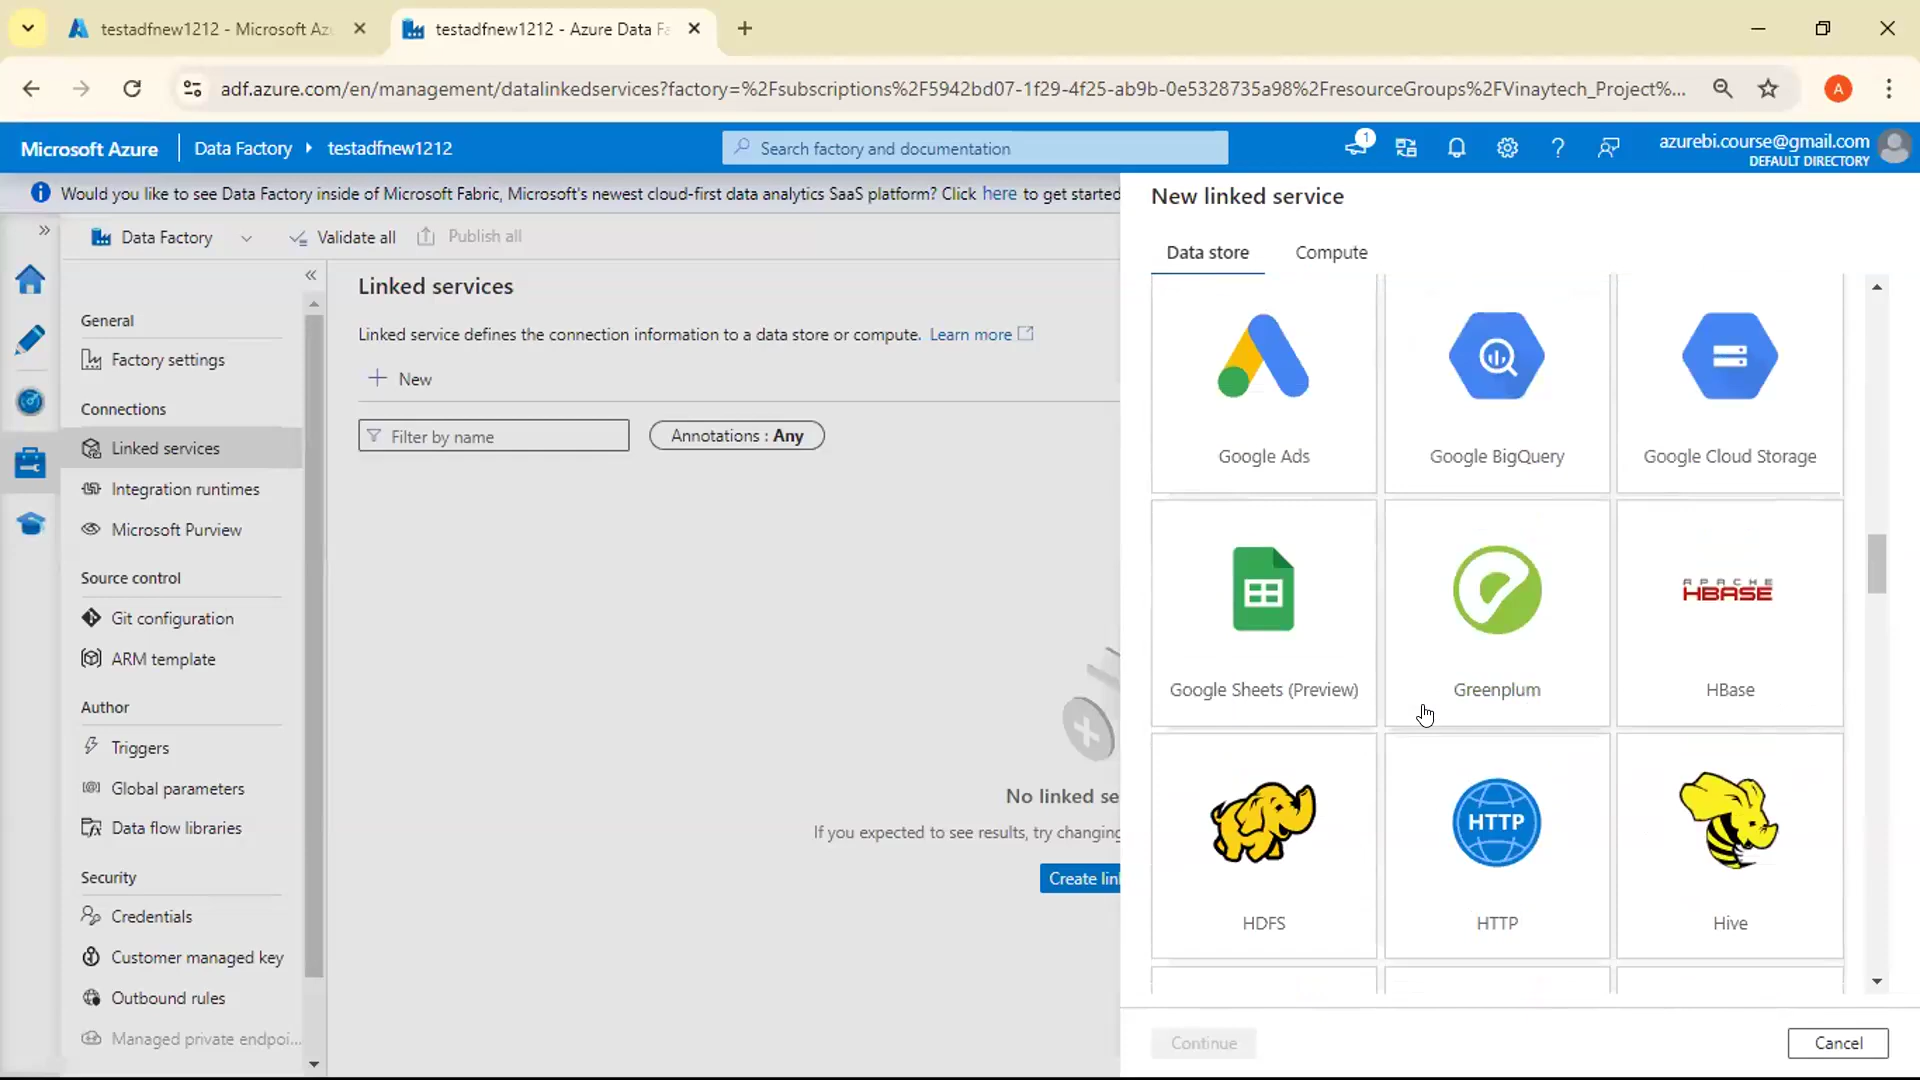 testadfnew1212 - Microsoft Az
testadfnew1212 - Azure Data Fa
adf.azure.com/en/management/datalinkedservices?factory=%2Fsubscriptions%2F5942bd07-1f29-4f25-ab9b-0e5328735a98%2FresourceGroups%2FVinaytech_Project%...
A
Microsoft Azure
Data Factory
testadfnew1212
Search factory and documentation
1
azurebi.course@gmail.com
DEFAULT DIRECTORY
Would you like to see Data Factory inside of Microsoft Fabric, Microsoft's newest cloud-first data analytics SaaS platform? Click here to get started
Data Factory
Validate all
Publish all
General
Factory settings
Connections
Linked services
Integration runtimes
Microsoft Purview
Source control
Git configuration
ARM template
Author
Triggers
Global parameters
Data flow libraries
Security
Credentials
Customer managed key
Outbound rules
Managed private endpoi...
Linked services
Linked service defines the connection information to a data store or compute. Learn more
New
Filter by name
Annotations : Any
No linked se
If you expected to see results, try changing
Create lin
New linked service
Data store
Compute
Google Ads
Google BigQuery
Google Cloud Storage
Google Sheets (Preview)
Greenplum
APACHE
HBASE
HBase
HDFS
HTTP
HTTP
Hive
Continue
Cancel